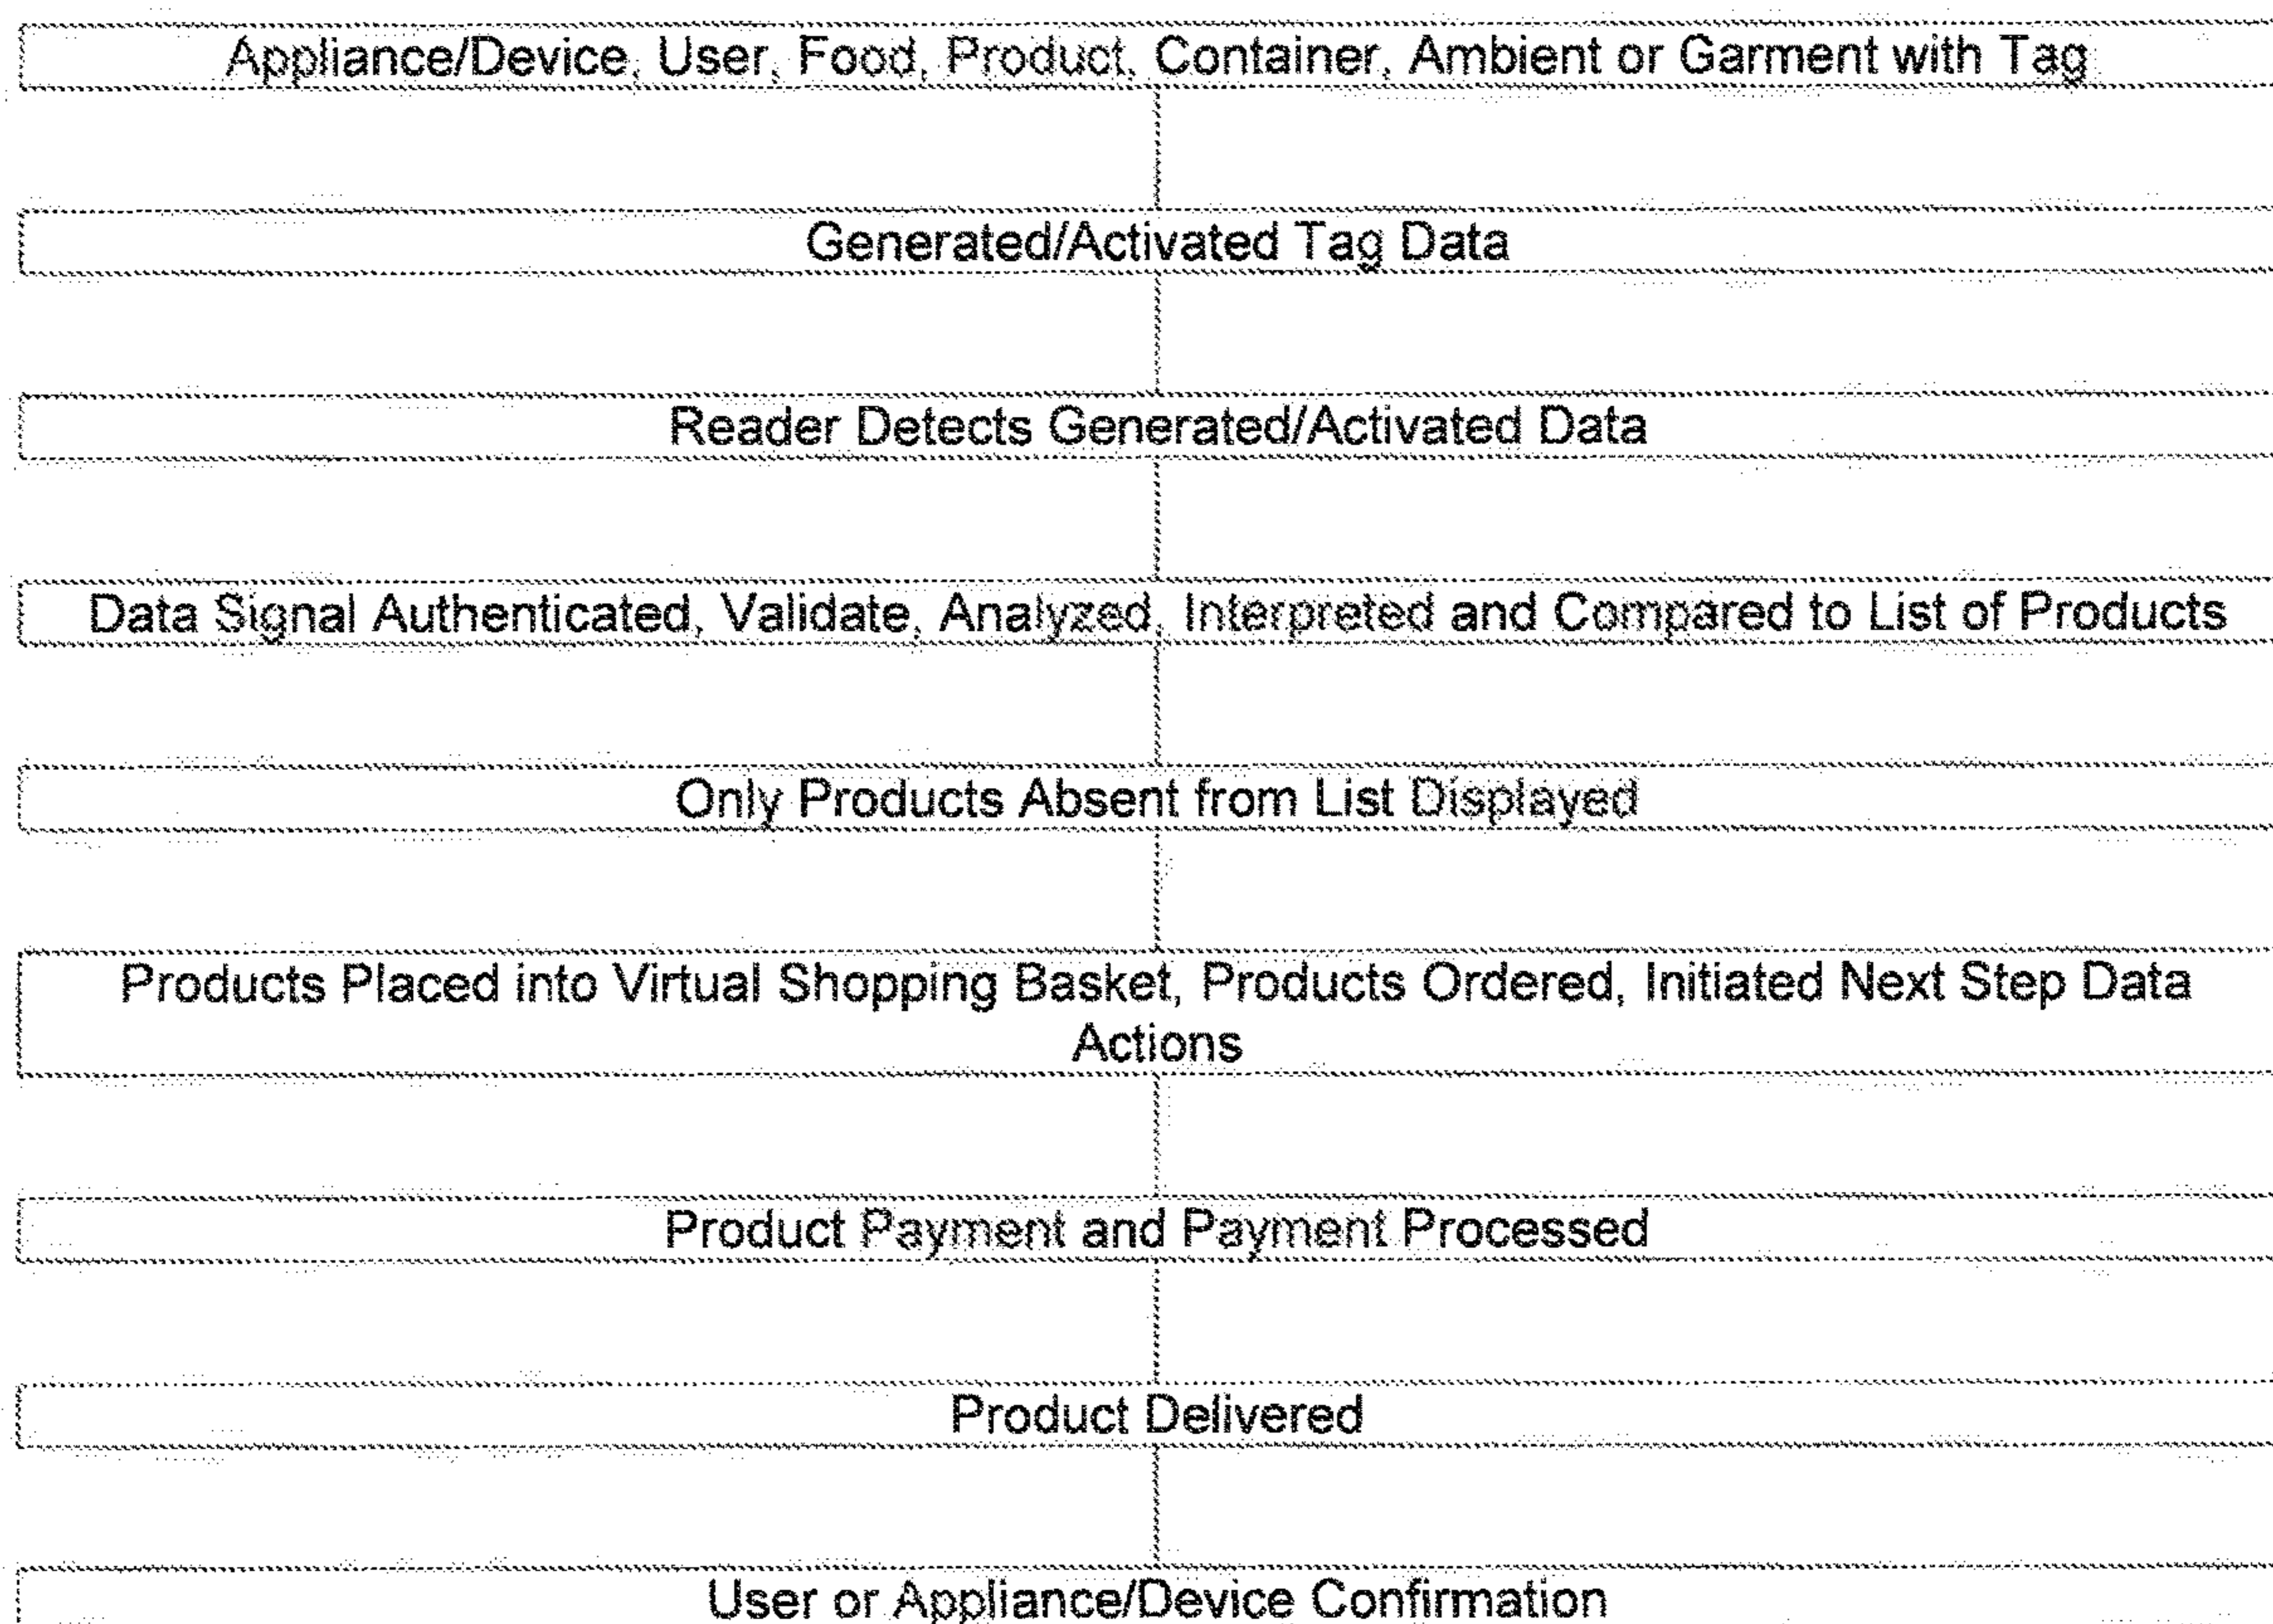 Appliance/Device, User, Food, Product, Container, Ambient or Garment with Tag
Generated/Activated Tag Data
Reader Detects Generated/Activated Data
Data Signal Authenticated, Validate, Analyzed, Interpreted and Compared to List of Products
Only Products Absent from List Displayed
Products Placed into Virtual Shopping Basket, Products Ordered, Initiated Next Step Data
Actions
Product Payment and Payment Processed
Product Delivered
User or Appliance/Device Confirmation